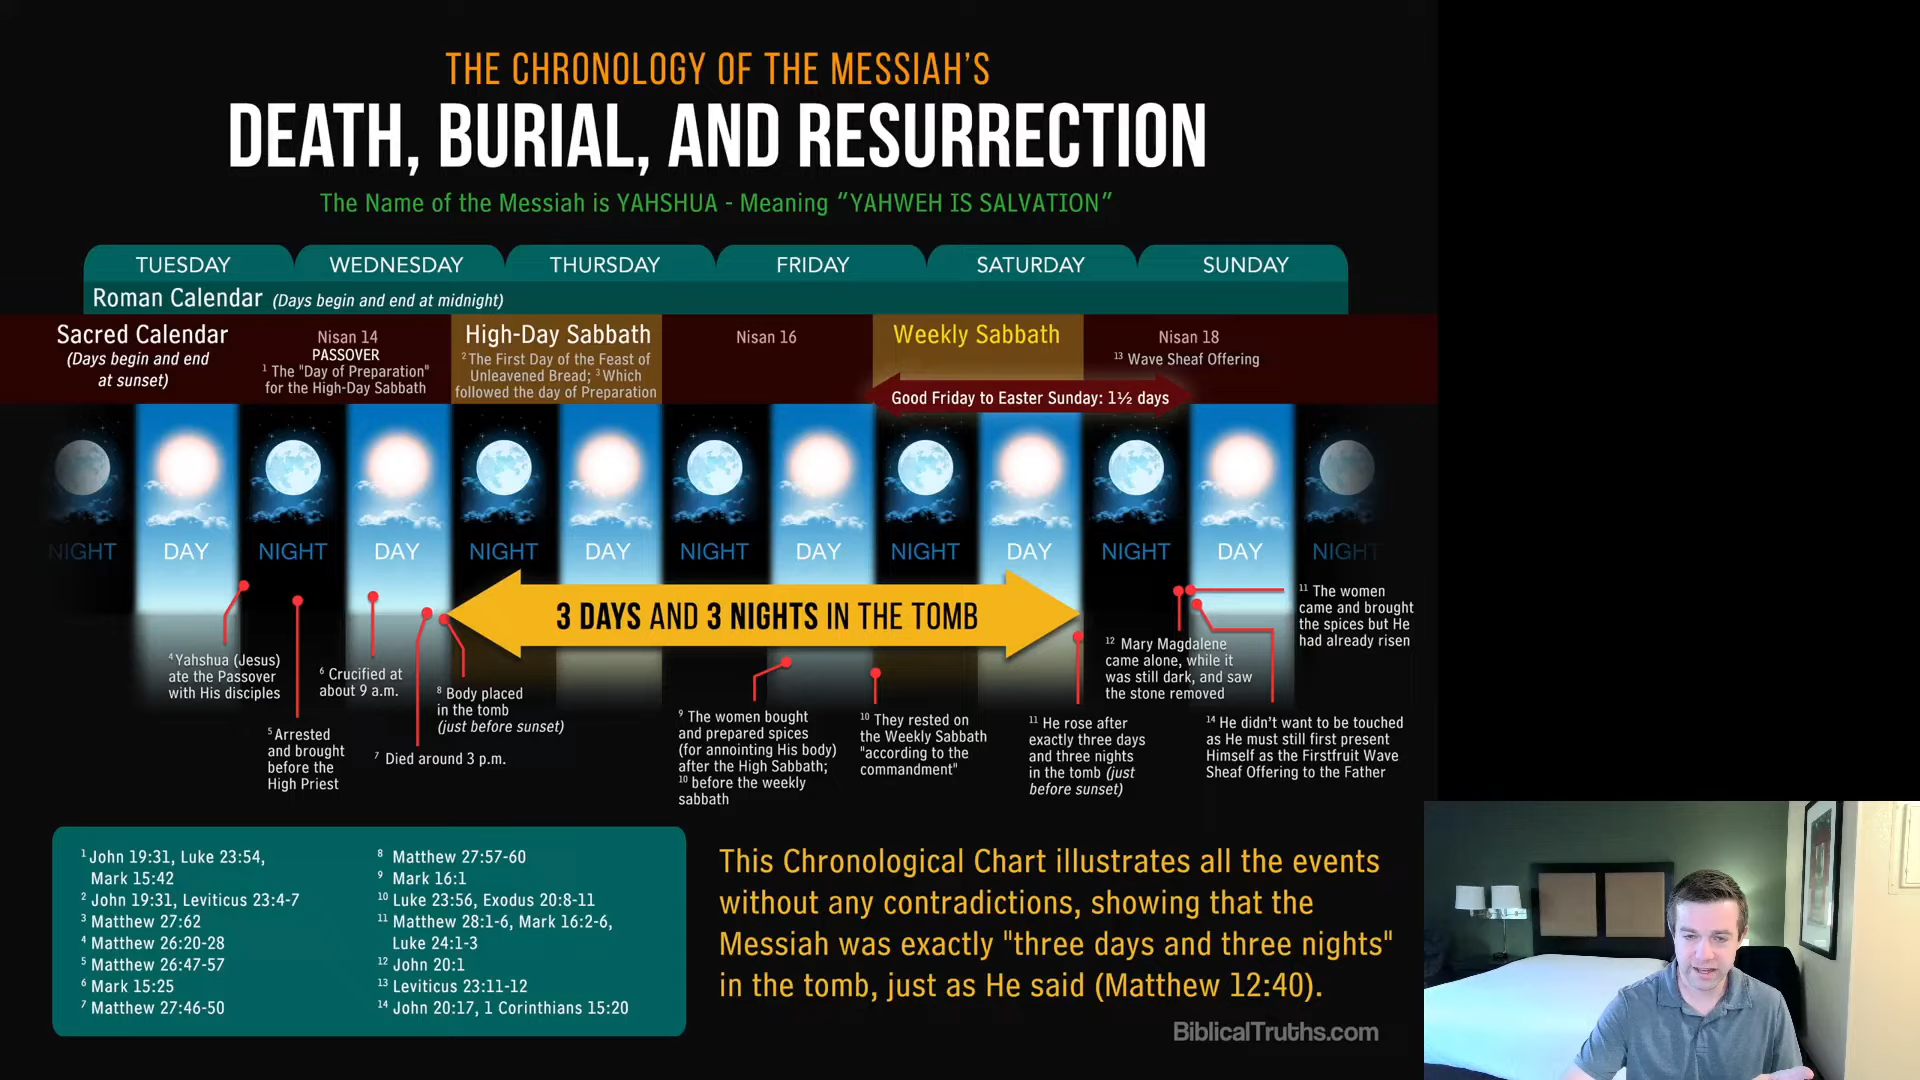 THE CHRONOLOGY OF THE MESSIAH'S
DEATH, BURIAL, AND RESURRECTION
The Name of the Messiah is YAHSHUA - Meaning “YAHWEH IS SALVATION”
TUESDAY
WEDNESDAY
THURSDAY
FRIDAY
SATURDAY
SUNDAY
Roman Calendar (Days begin and end at midnight)
Sacred Calendar
(Days begin and end
at sunset)
Nisan 14
PASSOVER
1 The "Day of Preparation"
for the High-Day Sabbath
High-Day Sabbath
2 The First Day of the Feast of
Unleavened Bread; 3 Which
followed the day of Preparation
Nisan 16
Weekly Sabbath
Nisan 18
13 Wave Sheaf Offering
Good Friday to Easter Sunday: 1½ days
NIGHT
DAY
NIGHT
DAY
NIGHT
DAY
NIGHT
DAY
NIGHT
DAY
NIGHT
DAY
NIGHT
3 DAYS AND 3 NIGHTS IN THE TOMB
4 Yahshua (Jesus)
ate the Passover
with His disciples
5 Arrested
and brought
before the
High Priest
6 Crucified at
about 9 a.m.
7 Died around 3 p.m.
8 Body placed
in the tomb
(just before sunset)
9 The women bought
and prepared spices
(for annointing His body)
after the High Sabbath;
10 before the weekly
sabbath
10 They rested on
the Weekly Sabbath
"according to the
commandment"
11 He rose after
exactly three days
and three nights
in the tomb (just
before sunset)
12 Mary Magdalene
came alone, while it
was still dark, and saw
the stone removed
11 The women
came and brought
the spices but He
had already risen
14 He didn't want to be touched
as He must still first present
Himself as the Firstfruit Wave
Sheaf Offering to the Father
1 John 19:31, Luke 23:54,
Mark 15:42
2 John 19:31, Leviticus 23:4-7
3 Matthew 27:62
4 Matthew 26:20-28
5 Matthew 26:47-57
6 Mark 15:25
7 Matthew 27:46-50
8 Matthew 27:57-60
9 Mark 16:1
10 Luke 23:56, Exodus 20:8-11
11 Matthew 28:1-6, Mark 16:2-6,
Luke 24:1-3
12 John 20:1
13 Leviticus 23:11-12
14 John 20:17, 1 Corinthians 15:20
This Chronological Chart illustrates all the events
without any contradictions, showing that the
Messiah was exactly "three days and three nights"
in the tomb, just as He said (Matthew 12:40).
BiblicalTruths.com